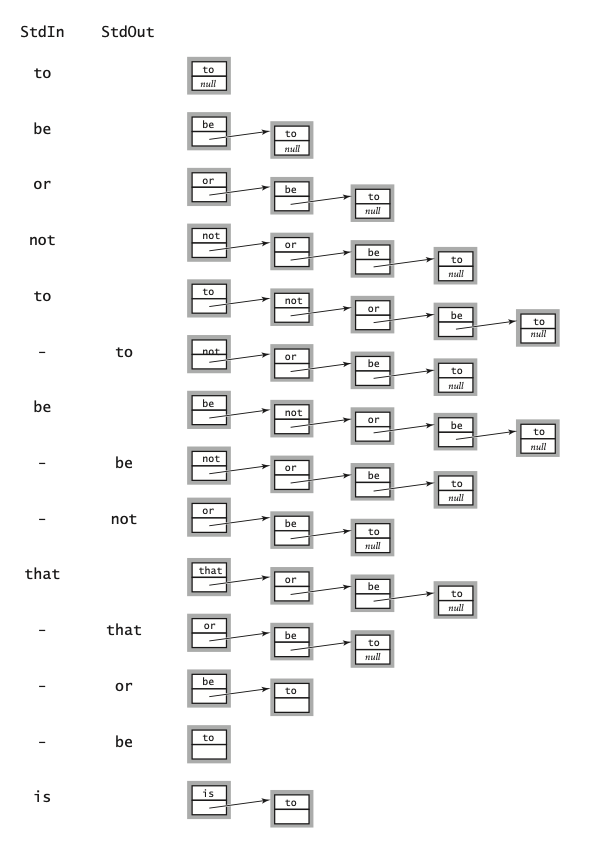 StdIn StdOut
to to
null
be be to
null
or or be to
null
not not or be to
null
to to not or be to
null
- to not or be to
null
be be not or be to
null
- be not or be to
null
- not or be to
null
that that or be to
null
- that or be to
null
- or be to
- be to
is is to